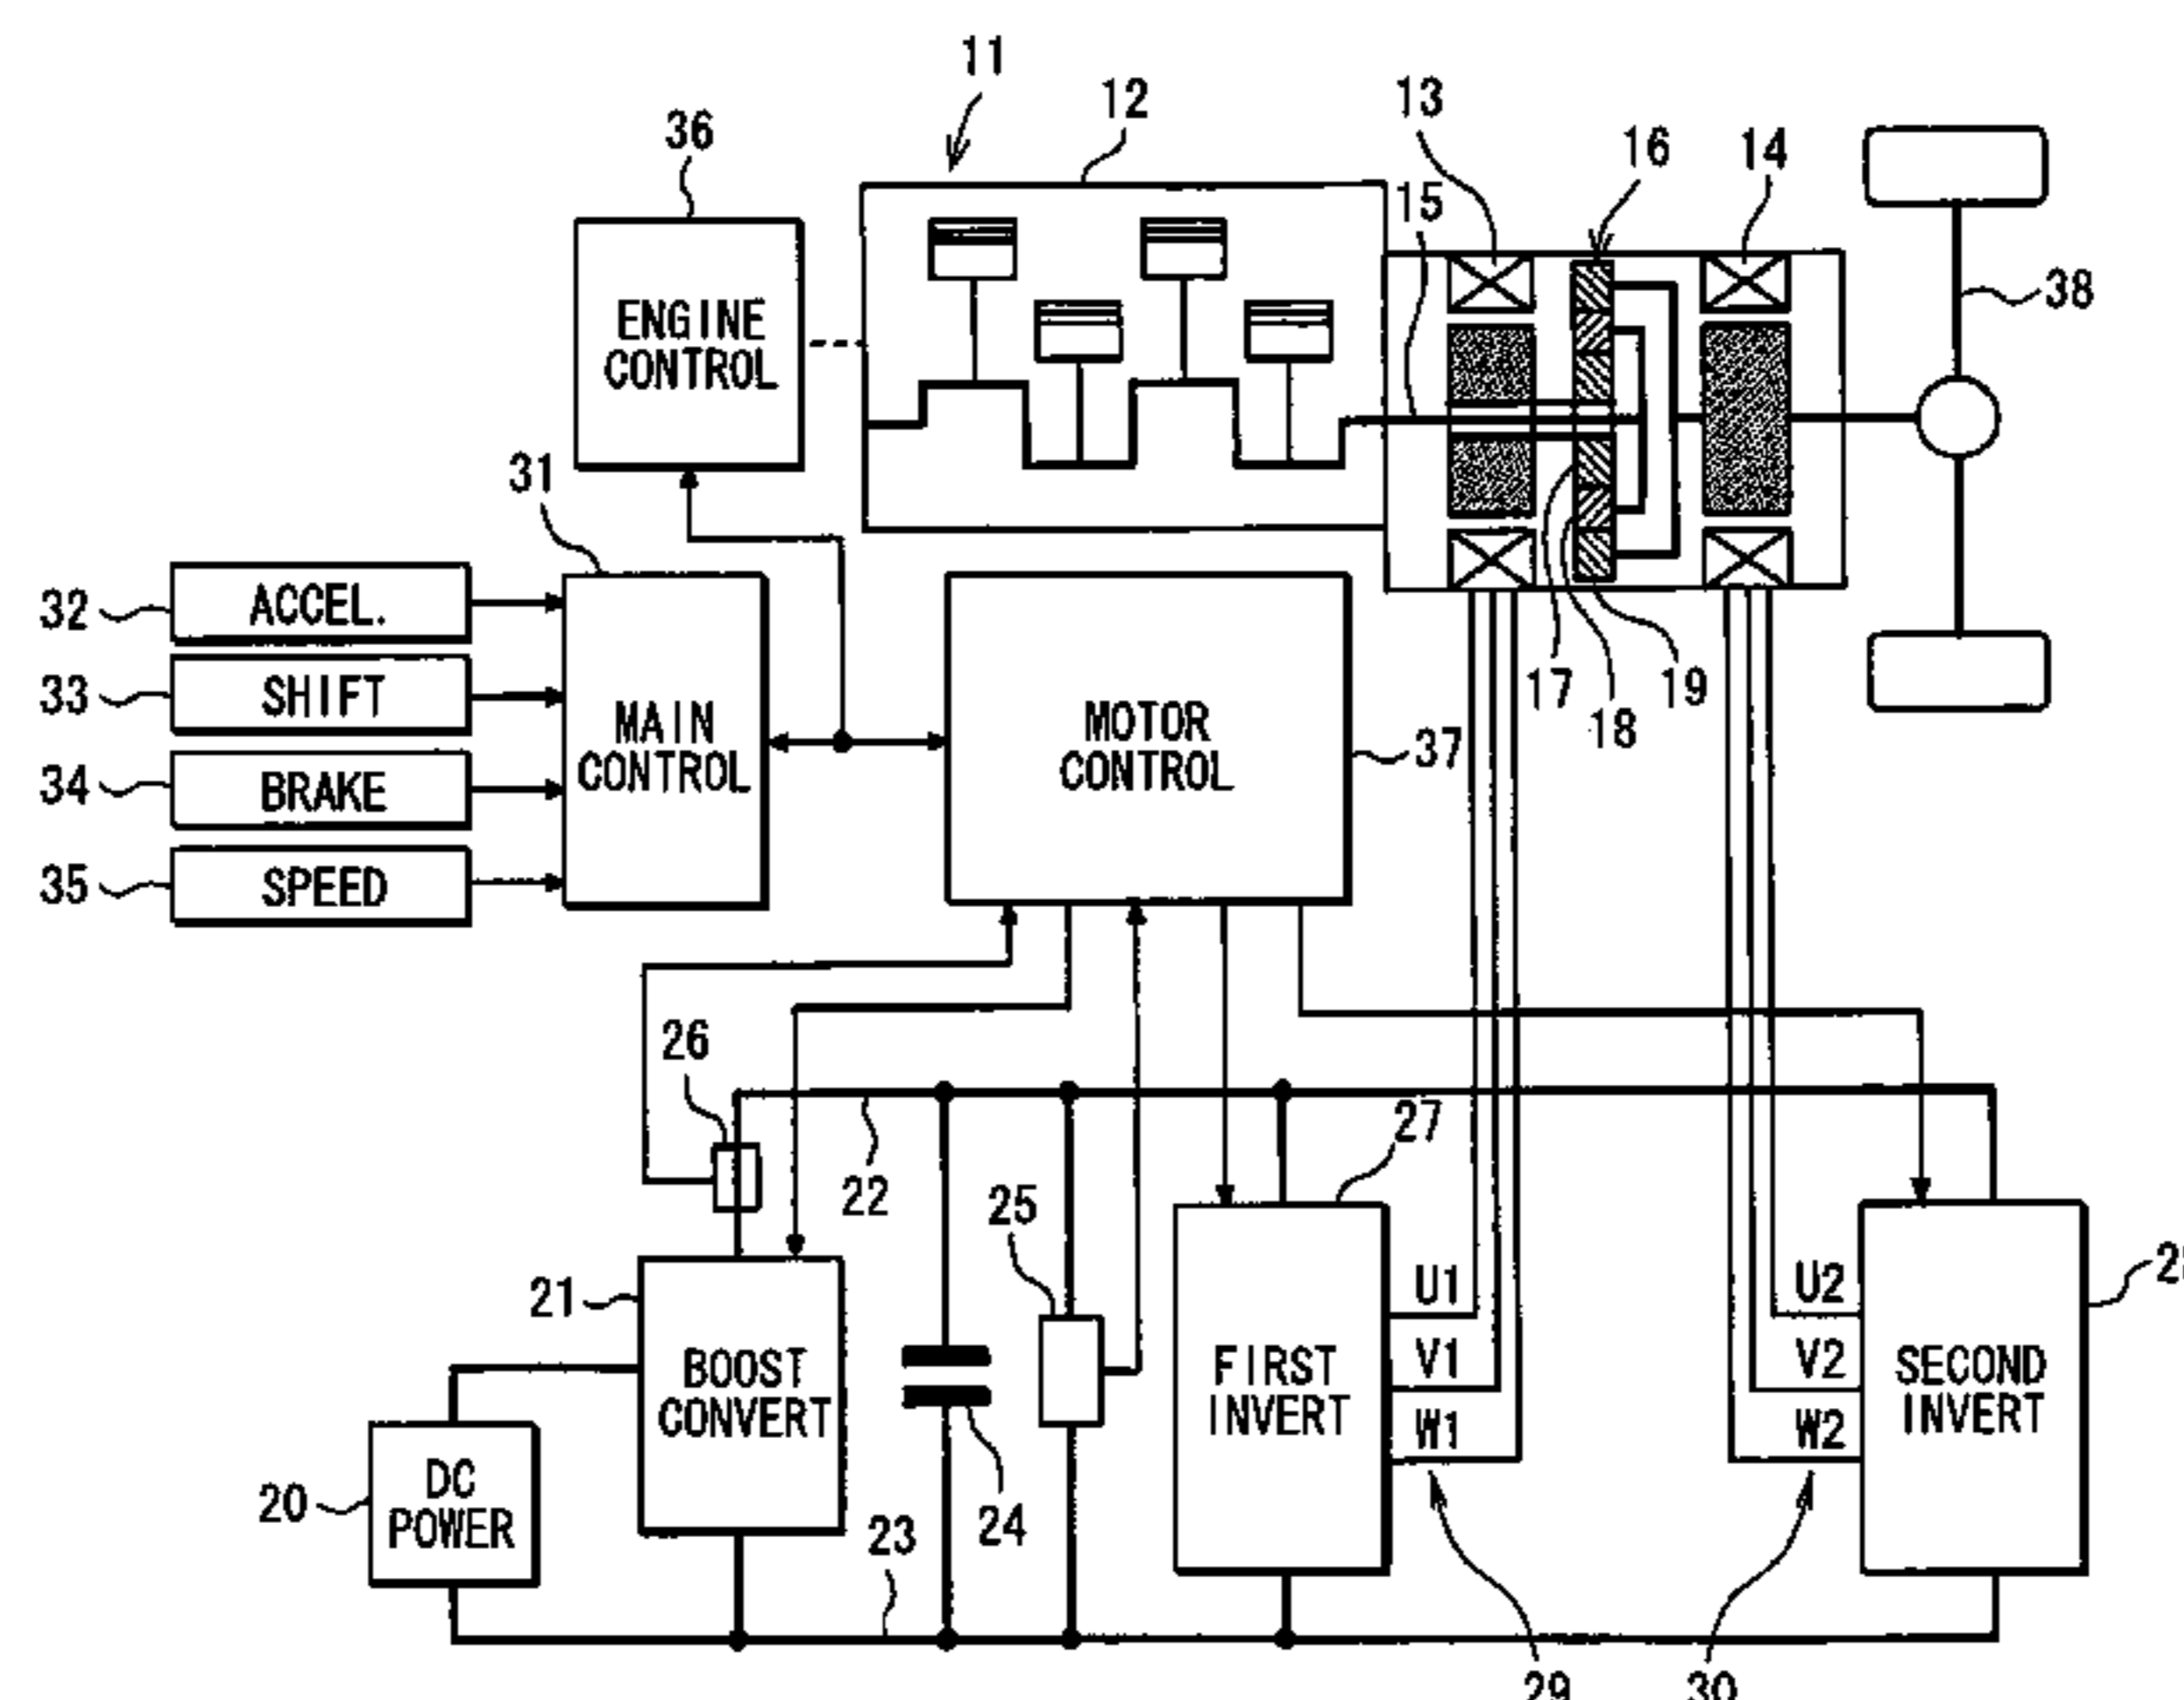 11
12
13
36
16
14
15
38
ENGINE
CONTROL
31
32
ACCEL.
33
SHIFT
34
BRAKE
35
SPEED
MAIN
CONTROL
MOTOR
CONTROL
37
17
18
19
26
22
27
25
21
BOOST
CONVERT
24
FIRST
INVERT
U1
V1
W1
U2
V2
W2
SECOND
INVERT
20
DC
POWER
23
29
30